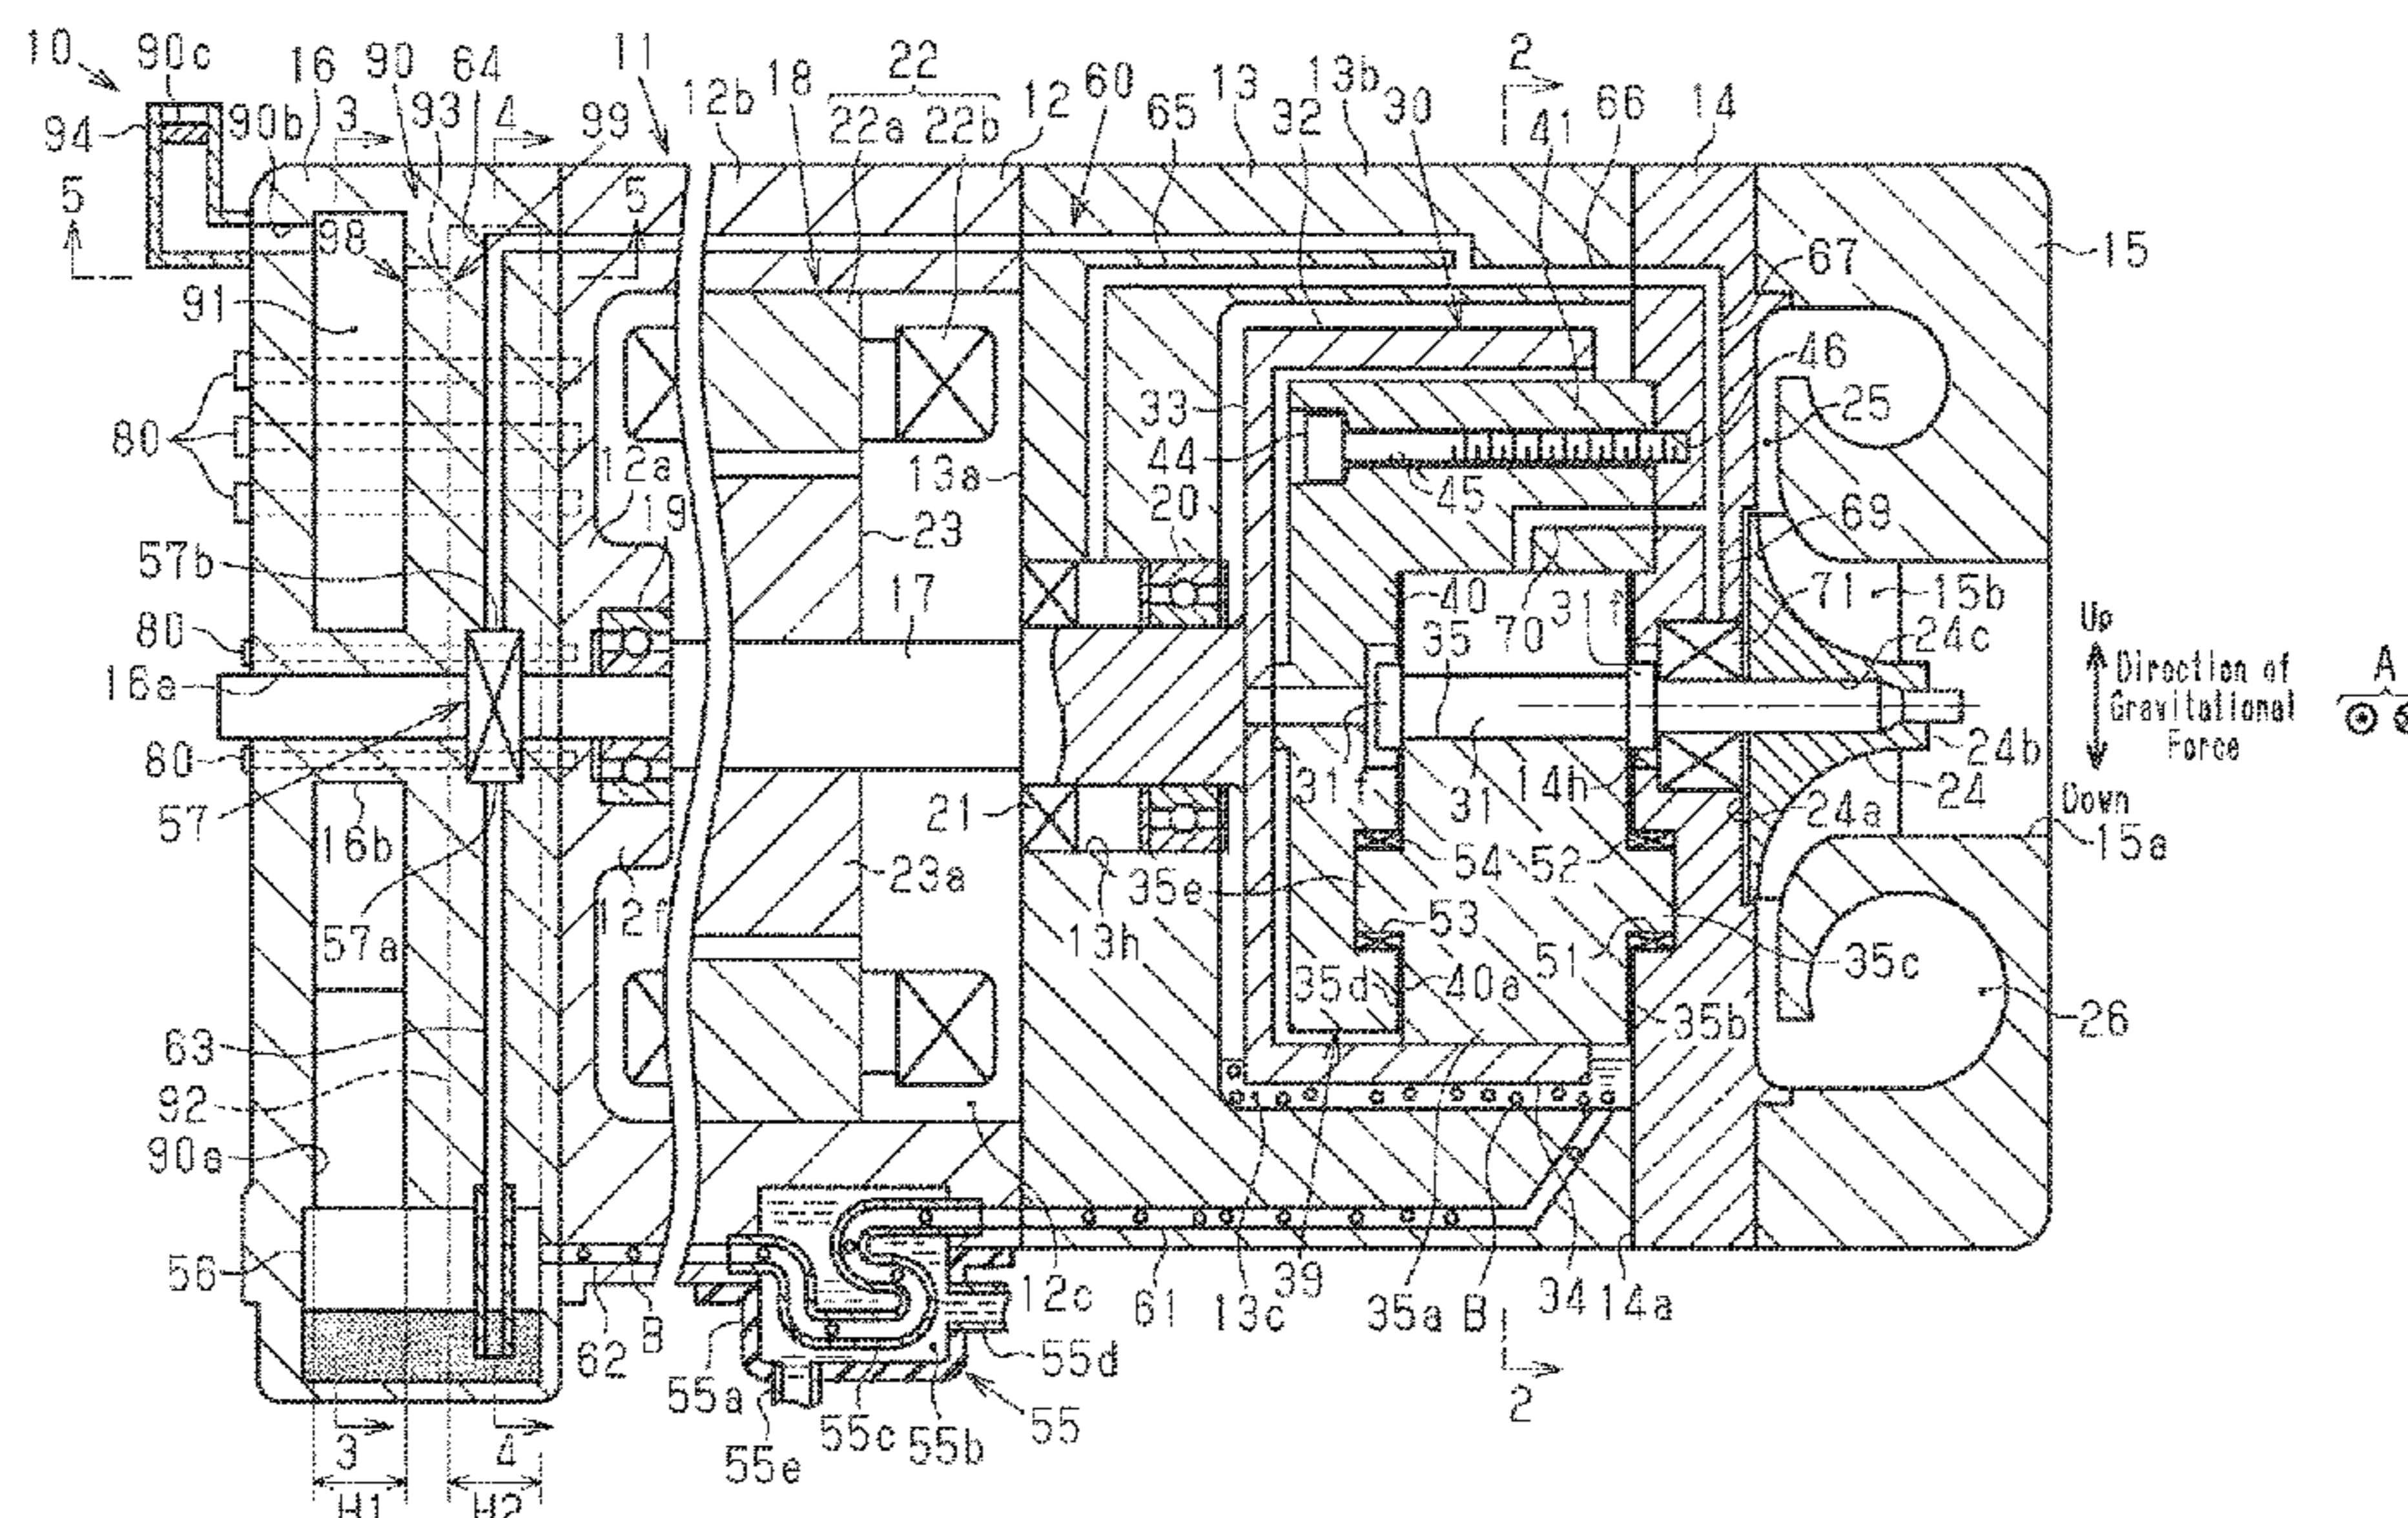 10
90c
16
90
64
11
22
18
12b
22a
22b
12
60
13
13b
2
94
90b
3
93
4
99
65
32
30
41
66
14
5
98
5
67
15
91
46
33
25
80
12a
13a
44
19
45
20
69
57b
23
17
40
31f
71
15b
Up
80
70
35
24c
16a
Direction of
Gravitational
Force
A
80
31f
14h
31
24b
24
Down
57
16b
21
24a
15a
54
52
23a
35e
12f
57a
13h
53
51
35c
35d
40a
35b
26
63
92
90a
56
12c
61
13c
39
35a
B
34
14a
62
B
55a
55d
55e
55c
55b
55
2
3
4
H1
H2